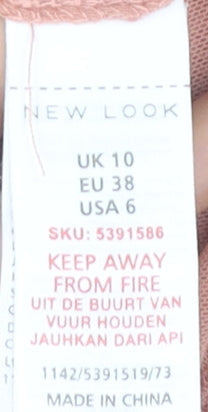 NEW LOOK
UK 10
EU 38
USA 6
SKU: 5391586
KEEP AWAY
FROM FIRE
UIT DE BUURT VAN
VUUR HOUDEN
JAUHKAN DARI API
1142/5391519/73
MADE IN CHINA